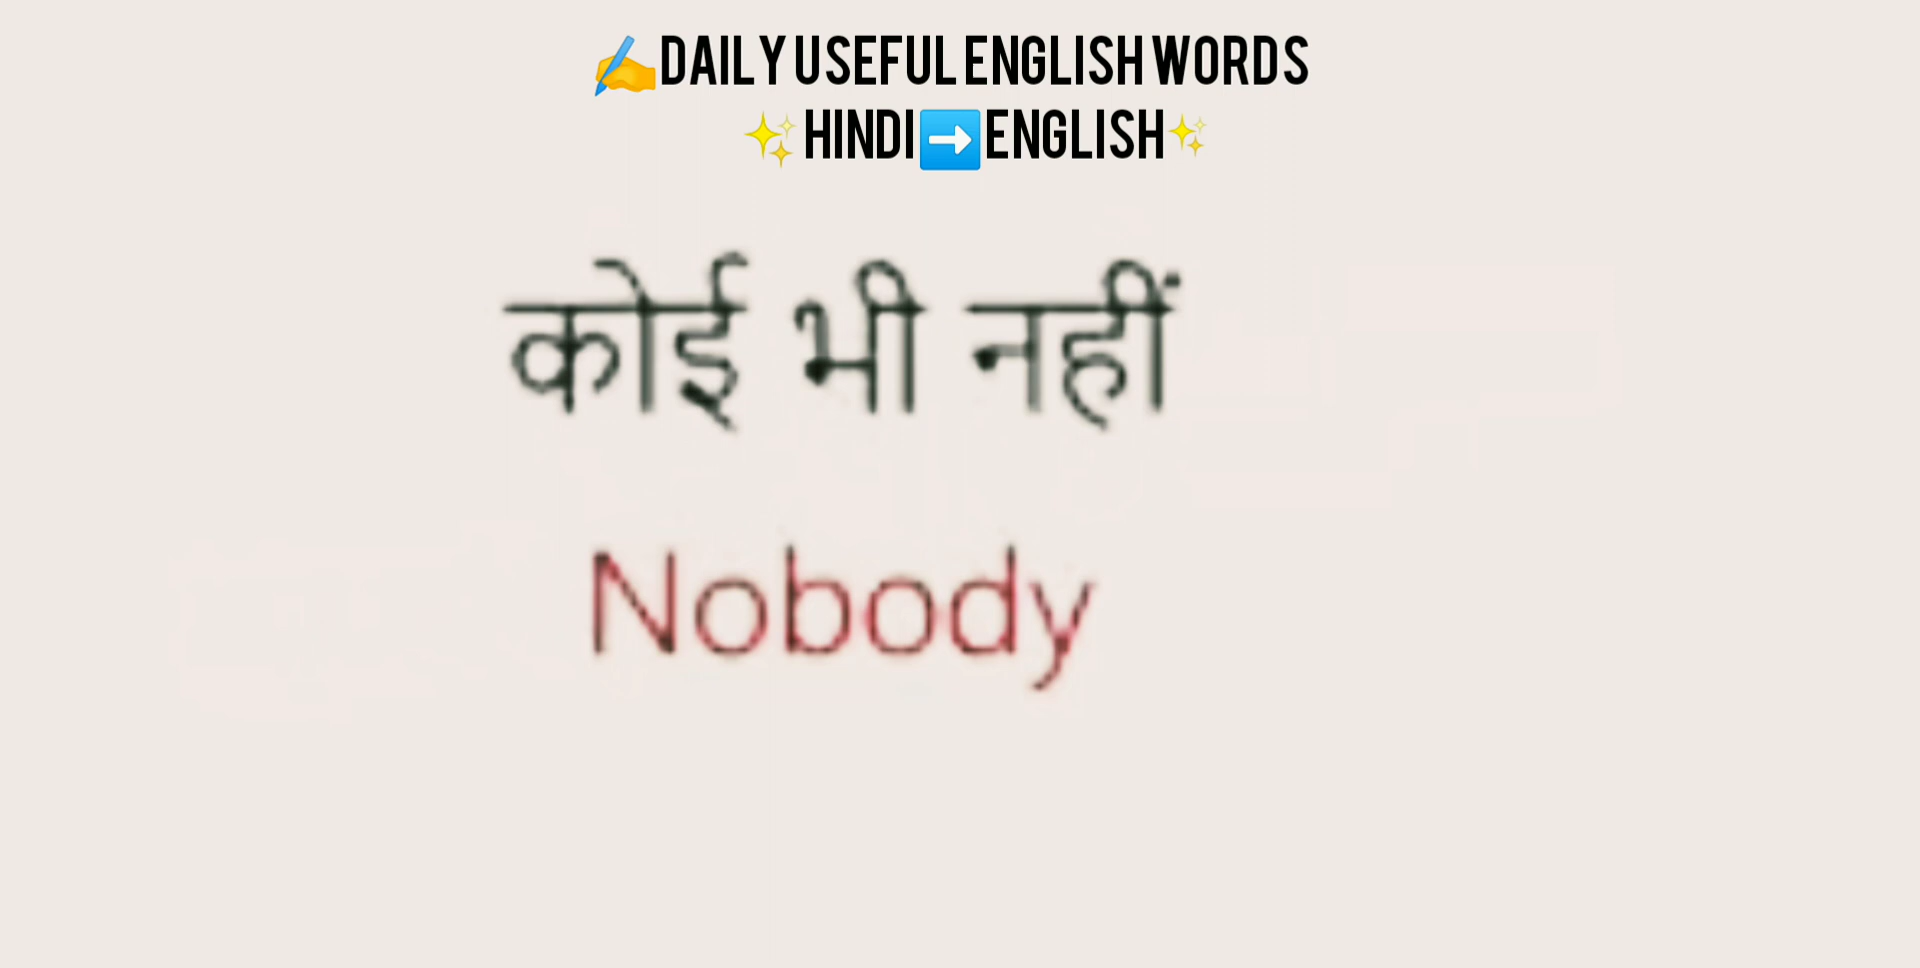 ✍️DAILY USEFUL ENGLISH WORDS
✨HINDI➡️ENGLISH✨
कोई भी नहीं
Nobody